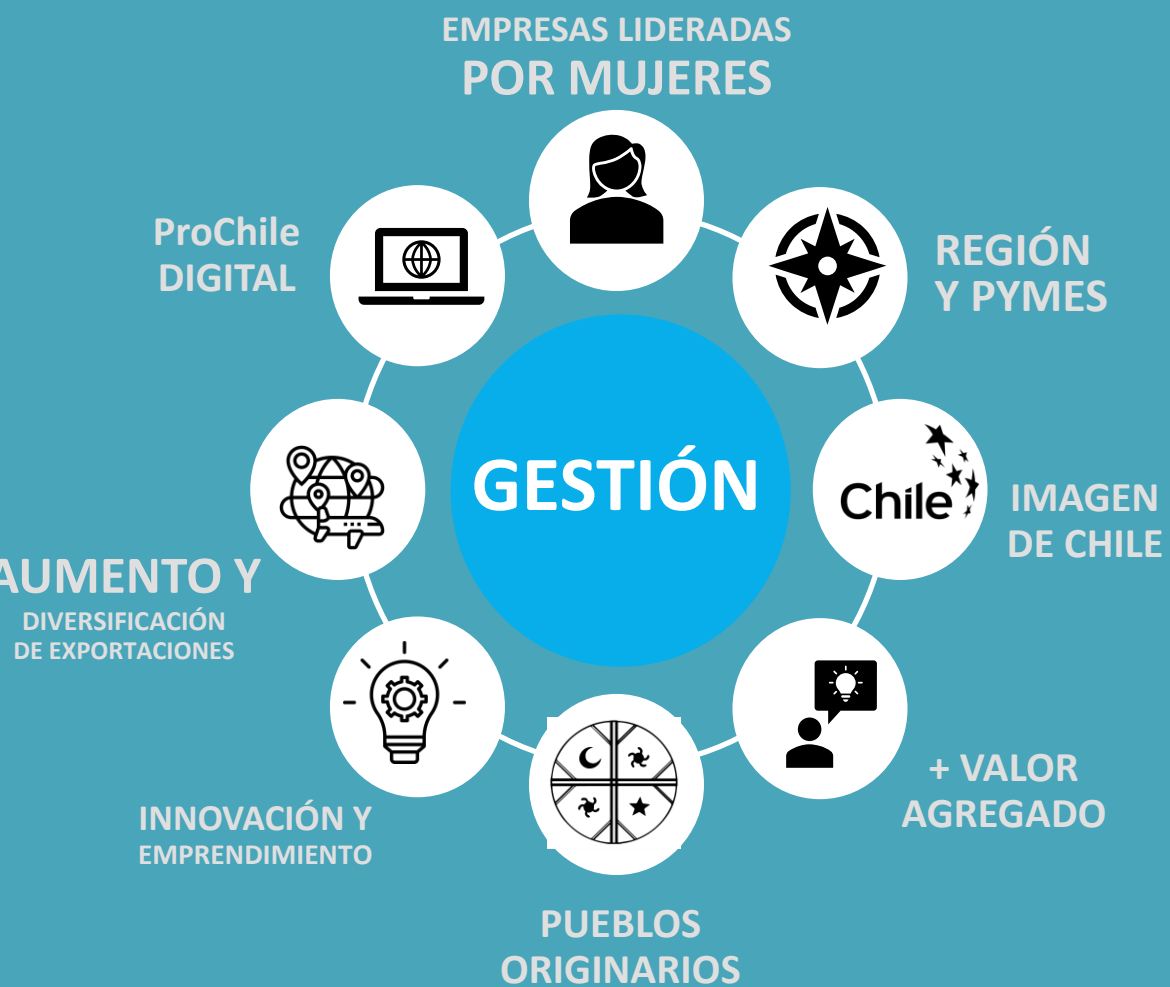 EMPRESAS LIDERADAS
POR MUJERES
ProChile
DIGITAL
REGIÓN
Y PYMES
GESTIÓN
Chile
IMAGEN
DE CHILE
AUMENTO Y
DIVERSIFICACIÓN
DE EXPORTACIONES
+ VALOR
AGREGADO
INNOVACIÓN Y
EMPRENDIMIENTO
PUEBLOS
ORIGINARIOS